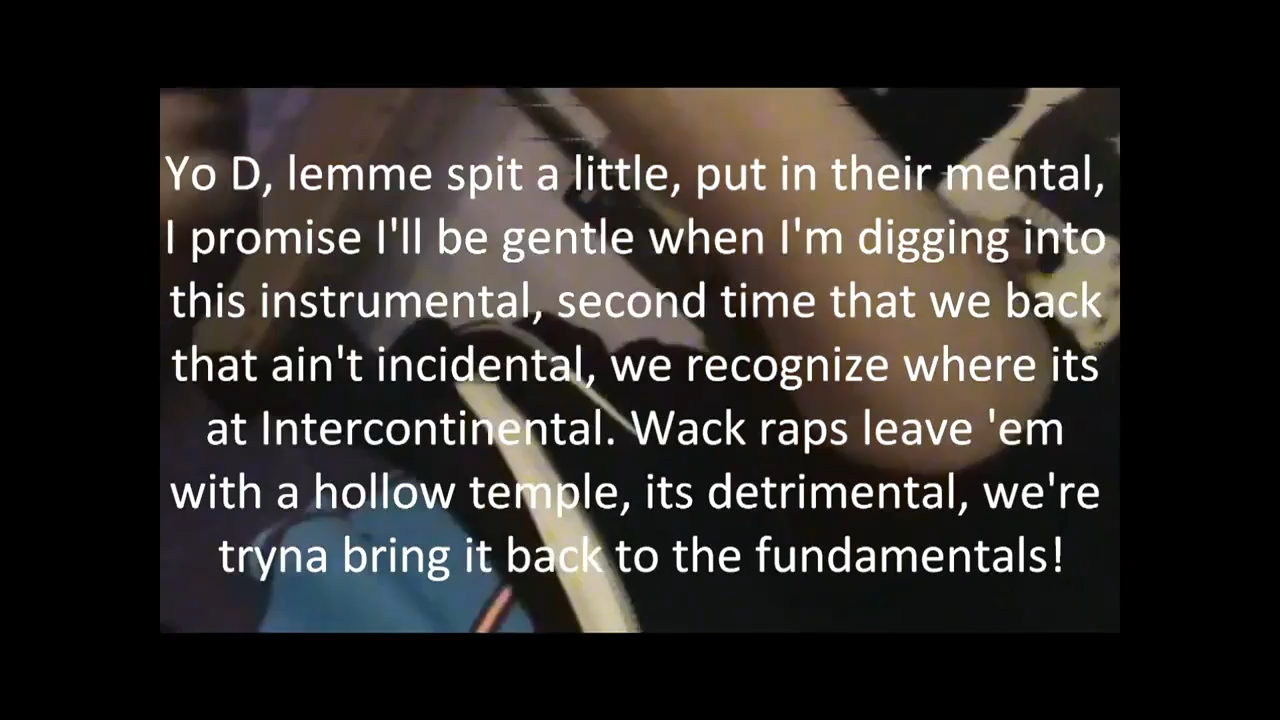 Yo D, lemme spit a little, put in their mental,
I promise I'll be gentle when I'm digging into
this instrumental, second time that we back
that ain't incidental, we recognize where its
at Intercontinental. Wack raps leave 'em
with a hollow temple, its detrimental, we're
tryna bring it back to the fundamentals!